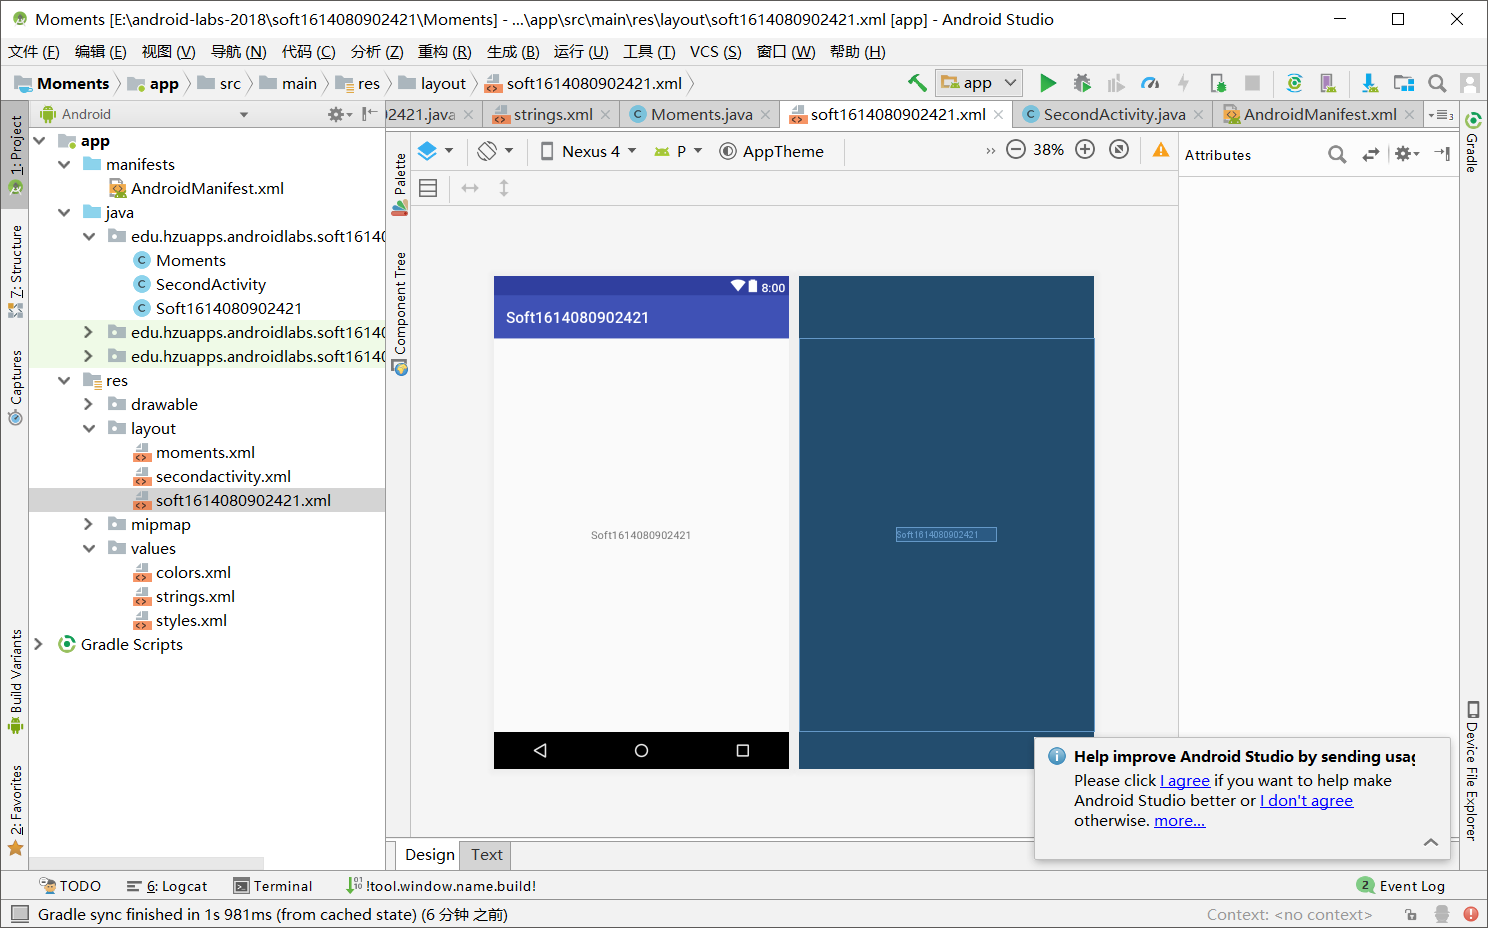 Moments [E:\android-labs-2018\soft1614080902421\Moments] - ...\app\src\main\res\layout\soft1614080902421.xml [app] - Android Studio
文件 (F) 编辑 (E) 视图 (V) 导航 (N) 代码 (C) 分析 (Z) 重构 (R) 生成 (B) 运行 (U) 工具 (T) VCS (S) 窗口 (W) 帮助 (H)
Moments app src main res layout soft1614080902421.xml app
Android
02421.java strings.xml Moments.java soft1614080902421.xml SecondActivity.java AndroidManifest.xml 3
1: Project
Z: Structure
Captures
Build Variants
2: Favorites
app
manifests
AndroidManifest.xml
java
edu.hzuapps.androidlabs.soft16140
Moments
SecondActivity
Soft1614080902421
edu.hzuapps.androidlabs.soft16140
edu.hzuapps.androidlabs.soft16140
res
drawable
layout
moments.xml
secondactivity.xml
soft1614080902421.xml
mipmap
values
colors.xml
strings.xml
styles.xml
Gradle Scripts
Palette
Component Tree
Nexus 4 P AppTheme 38%
Attributes
8:00
Soft1614080902421
Soft1614080902421
Soft1614080902421
Gradle
Device File Explorer
Help improve Android Studio by sending usag
Please click I agree if you want to help make
Android Studio better or I don't agree
otherwise. more...
Design Text
TODO 6: Logcat Terminal !tool.window.name.build! 2 Event Log
Gradle sync finished in 1s 981ms (from cached state) (6 分钟 之前) Context: <no context>